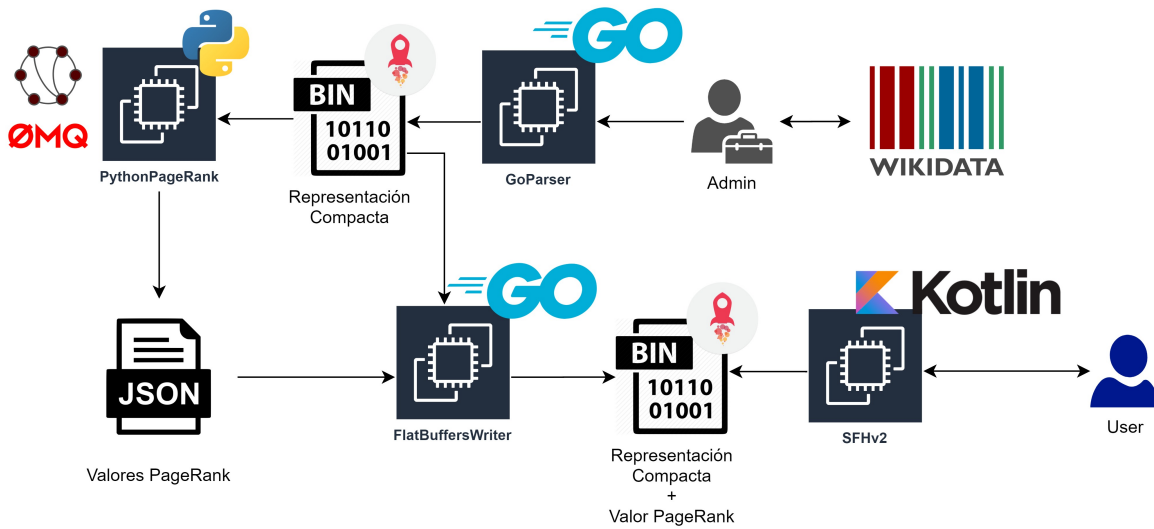 GO
ØMQ
BIN
10110
01001
PythonPageRank
GoParser
Admin
WIKIDATA
Representación
Compacta
GO
Kotlin
JSON
BIN
10110
01001
FlatBuffersWriter
SFHv2
User
Valores PageRank
Representación
Compacta
+
Valor PageRank